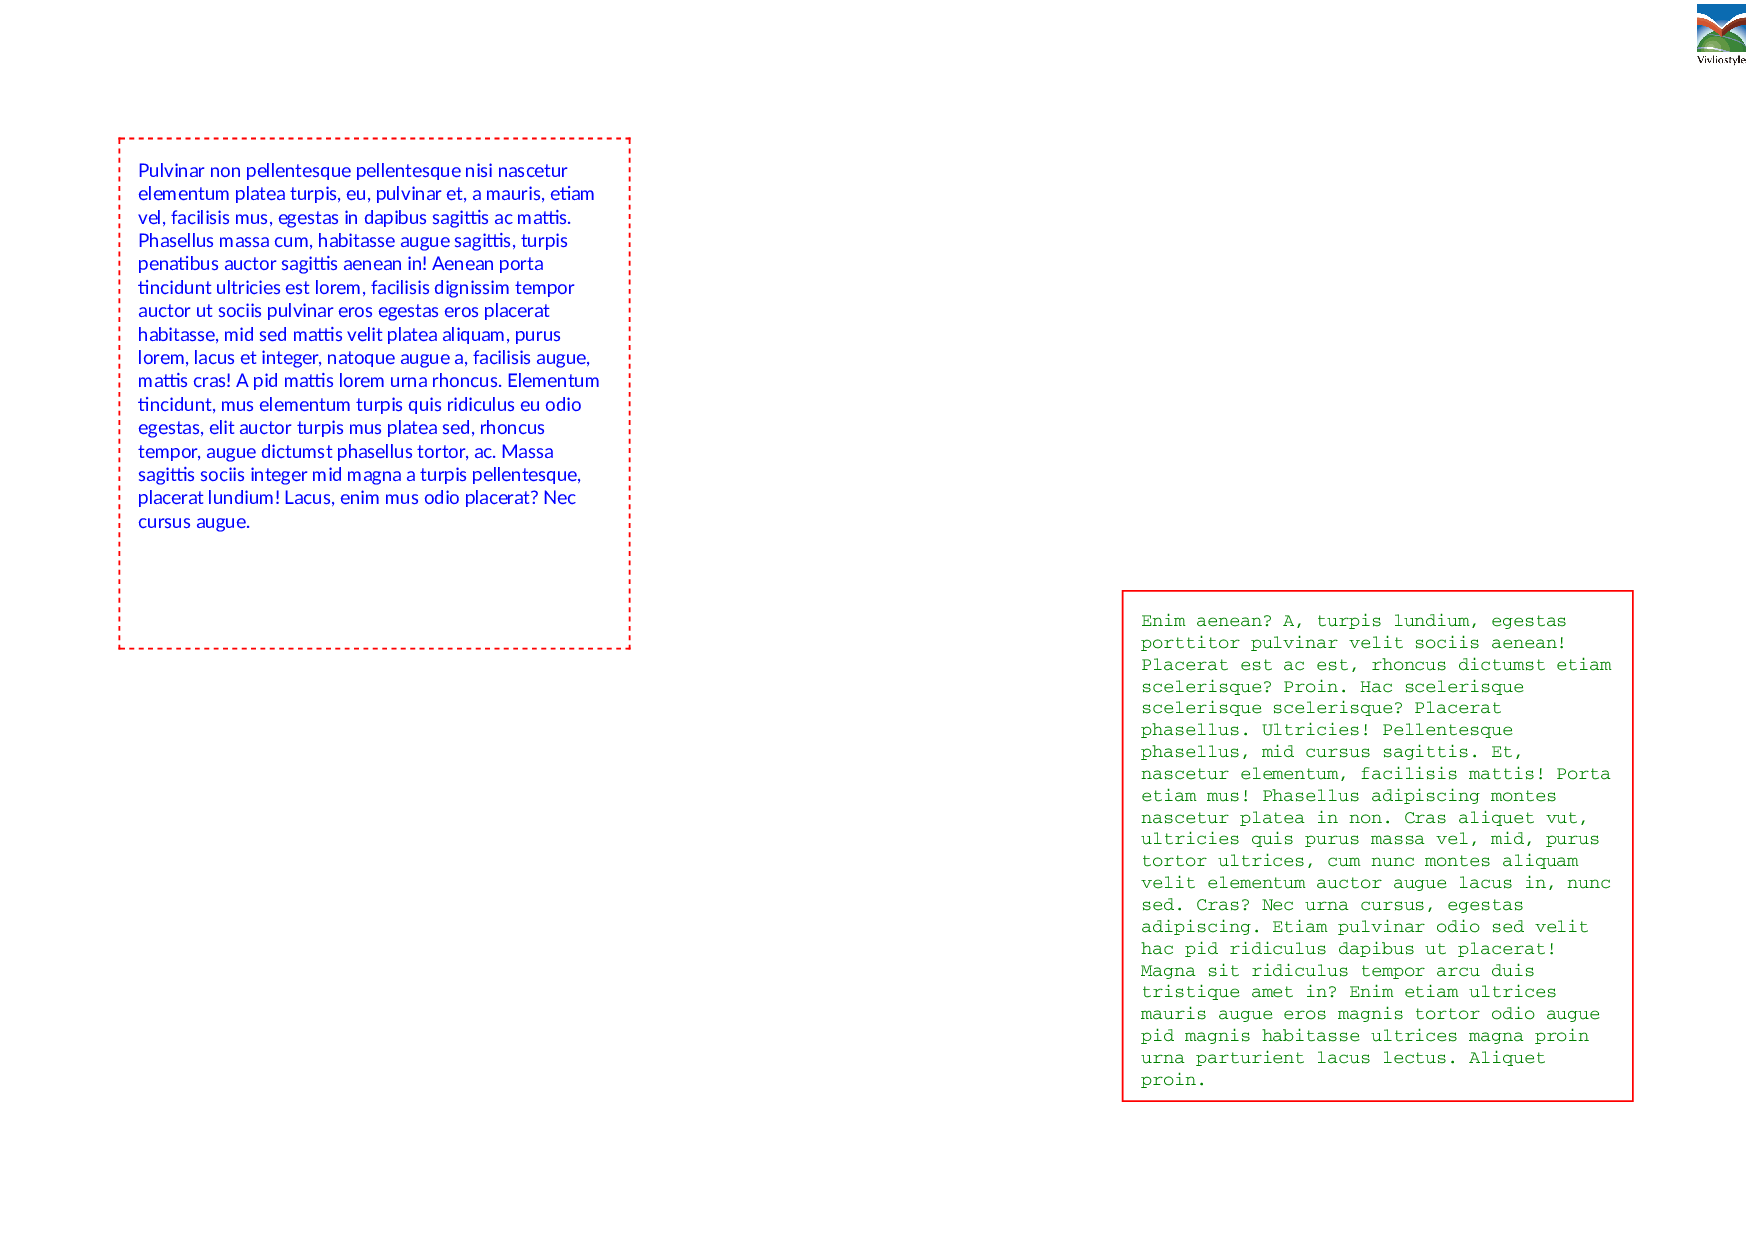 Vivliostyle
Pulvinar non pellentesque pellentesque nisi nascetur
elementum platea turpis, eu, pulvinar et, a mauris, etiam
vel, facilisis mus, egestas in dapibus sagittis ac mattis.
Phasellus massa cum, habitasse augue sagittis, turpis
penatibus auctor sagittis aenean in! Aenean porta
tincidunt ultricies est lorem, facilisis dignissim tempor
auctor ut sociis pulvinar eros egestas eros placerat
habitasse, mid sed mattis velit platea aliquam, purus
lorem, lacus et integer, natoque augue a, facilisis augue,
mattis cras! A pid mattis lorem urna rhoncus. Elementum
tincidunt, mus elementum turpis quis ridiculus eu odio
egestas, elit auctor turpis mus platea sed, rhoncus
tempor, augue dictumst phasellus tortor, ac. Massa
sagittis sociis integer mid magna a turpis pellentesque,
placerat lundium! Lacus, enim mus odio placerat? Nec
cursus augue.
Enim aenean? A, turpis lundium, egestas
porttitor pulvinar velit sociis aenean!
Placerat est ac est, rhoncus dictumst etiam
scelerisque? Proin. Hac scelerisque
scelerisque scelerisque? Placerat
phasellus. Ultricies! Pellentesque
phasellus, mid cursus sagittis. Et,
nascetur elementum, facilisis mattis! Porta
etiam mus! Phasellus adipiscing montes
nascetur platea in non. Cras aliquet vut,
ultricies quis purus massa vel, mid, purus
tortor ultrices, cum nunc montes aliquam
velit elementum auctor augue lacus in, nunc
sed. Cras? Nec urna cursus, egestas
adipiscing. Etiam pulvinar odio sed velit
hac pid ridiculus dapibus ut placerat!
Magna sit ridiculus tempor arcu duis
tristique amet in? Enim etiam ultrices
mauris augue eros magnis tortor odio augue
pid magnis habitasse ultrices magna proin
urna parturient lacus lectus. Aliquet
proin.